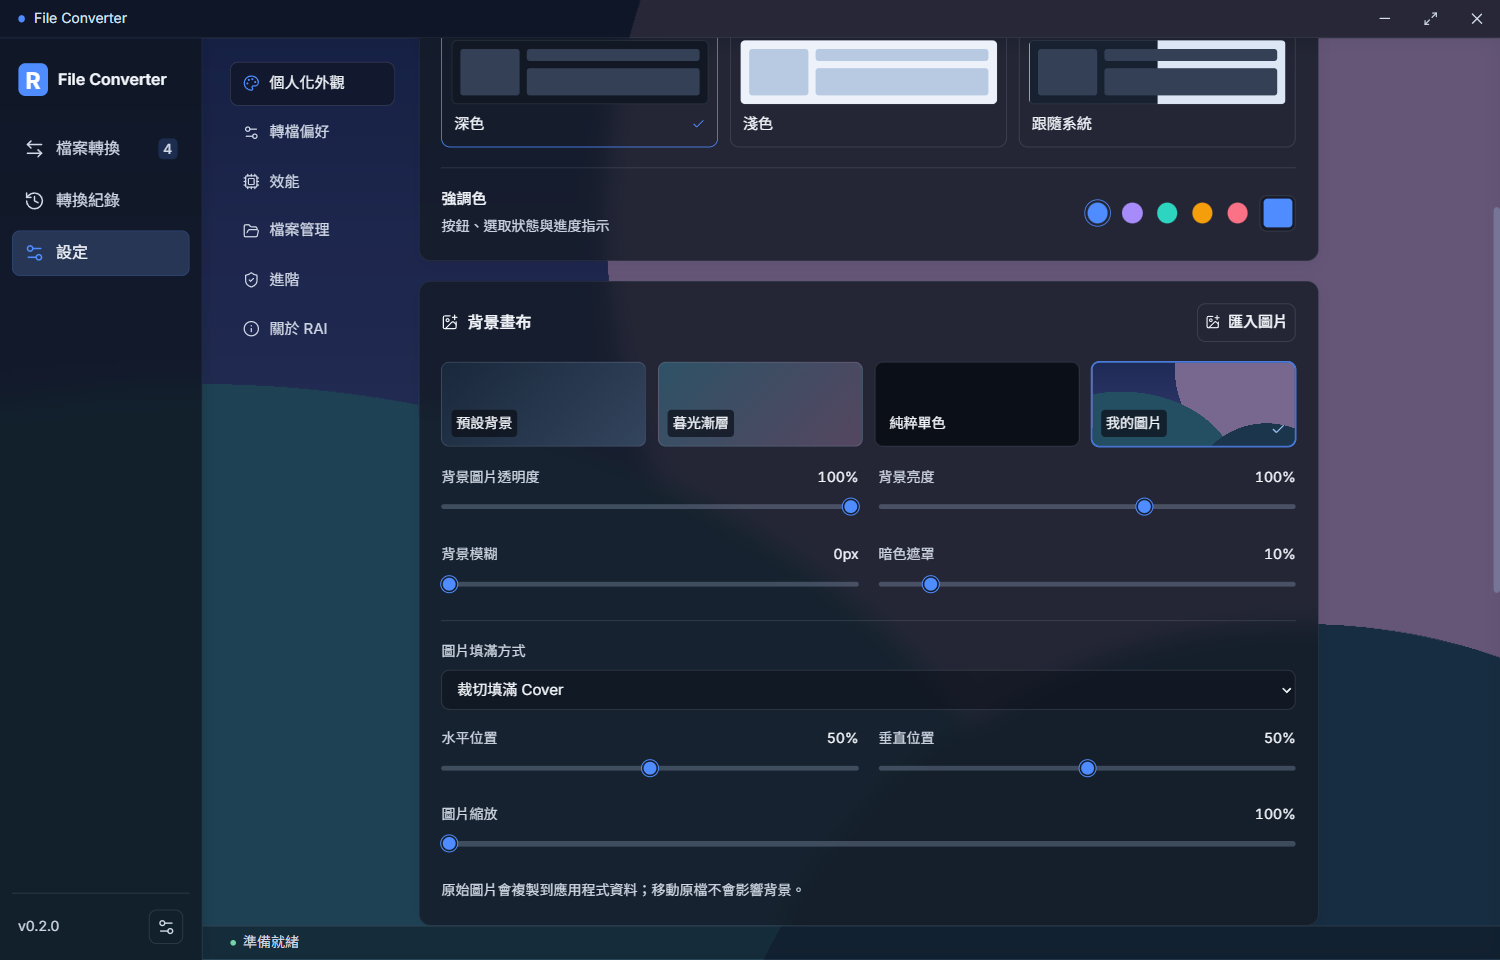 File Converter
R File Converter
檔案轉換 4
轉換紀錄
設定
v0.2.0
個人化外觀
轉檔偏好
效能
檔案管理
進階
關於 RAI
深色
淺色
跟隨系統
強調色
按鈕、選取狀態與進度指示
背景畫布
匯入圖片
預設背景
暮光漸層
純粹單色
我的圖片
背景圖片透明度 100%
背景亮度 100%
背景模糊 0px
暗色遮罩 10%
圖片填滿方式
裁切填滿 Cover
水平位置 50%
垂直位置 50%
圖片縮放 100%
原始圖片會複製到應用程式資料；移動原檔不會影響背景。
準備就緒